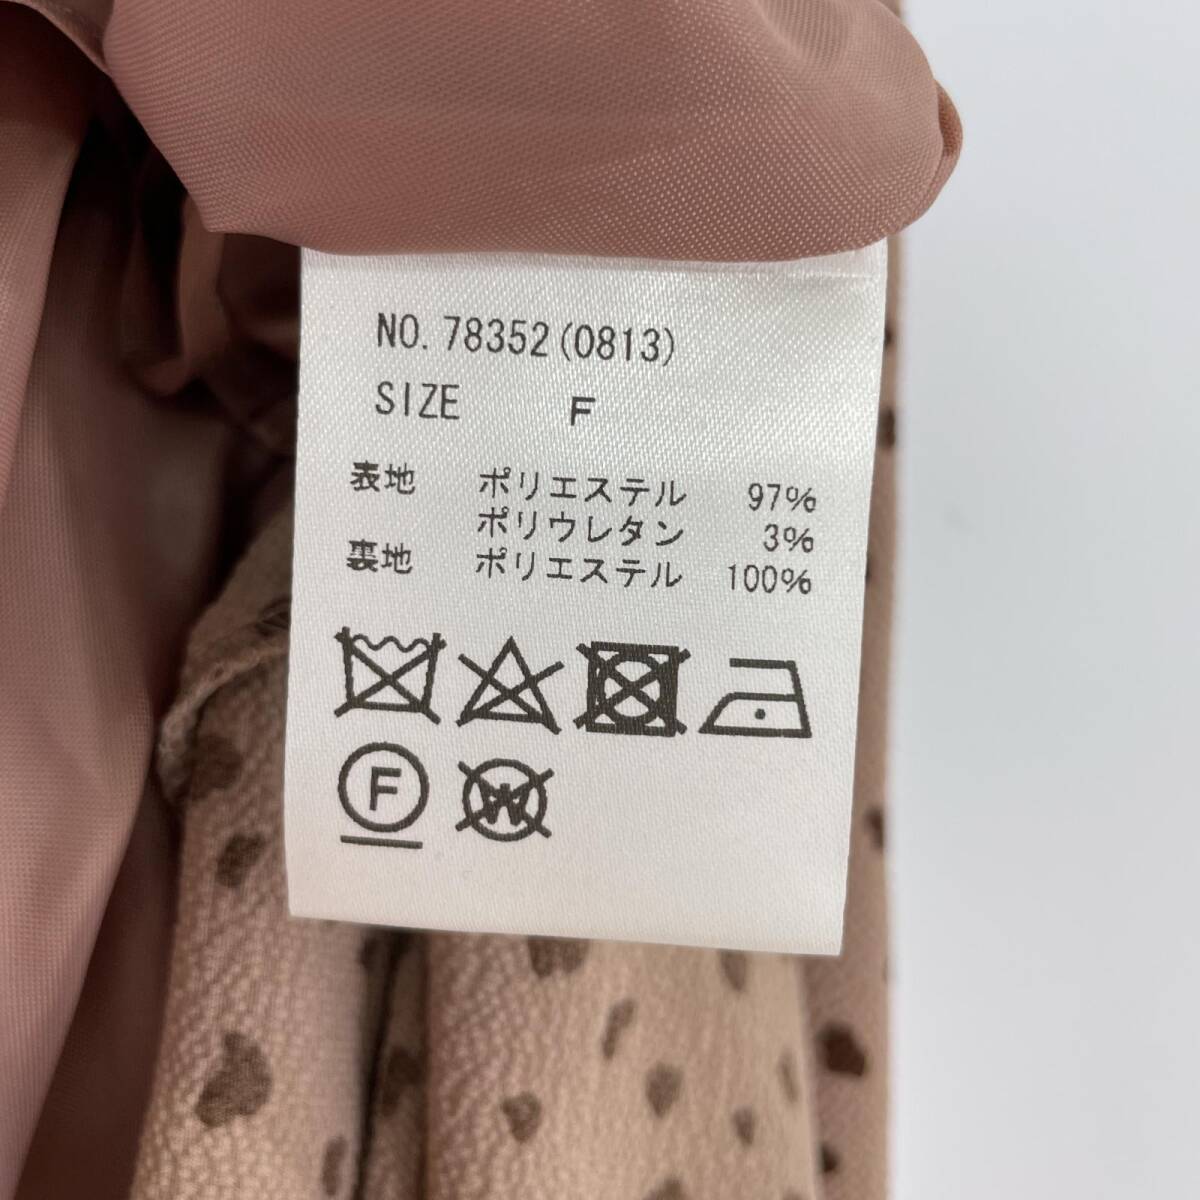 NO. 78352(0813)
SIZE F
表地 ポリエステル 97%
ポリウレタン 3%
裏地 ポリエステル 100%
F W